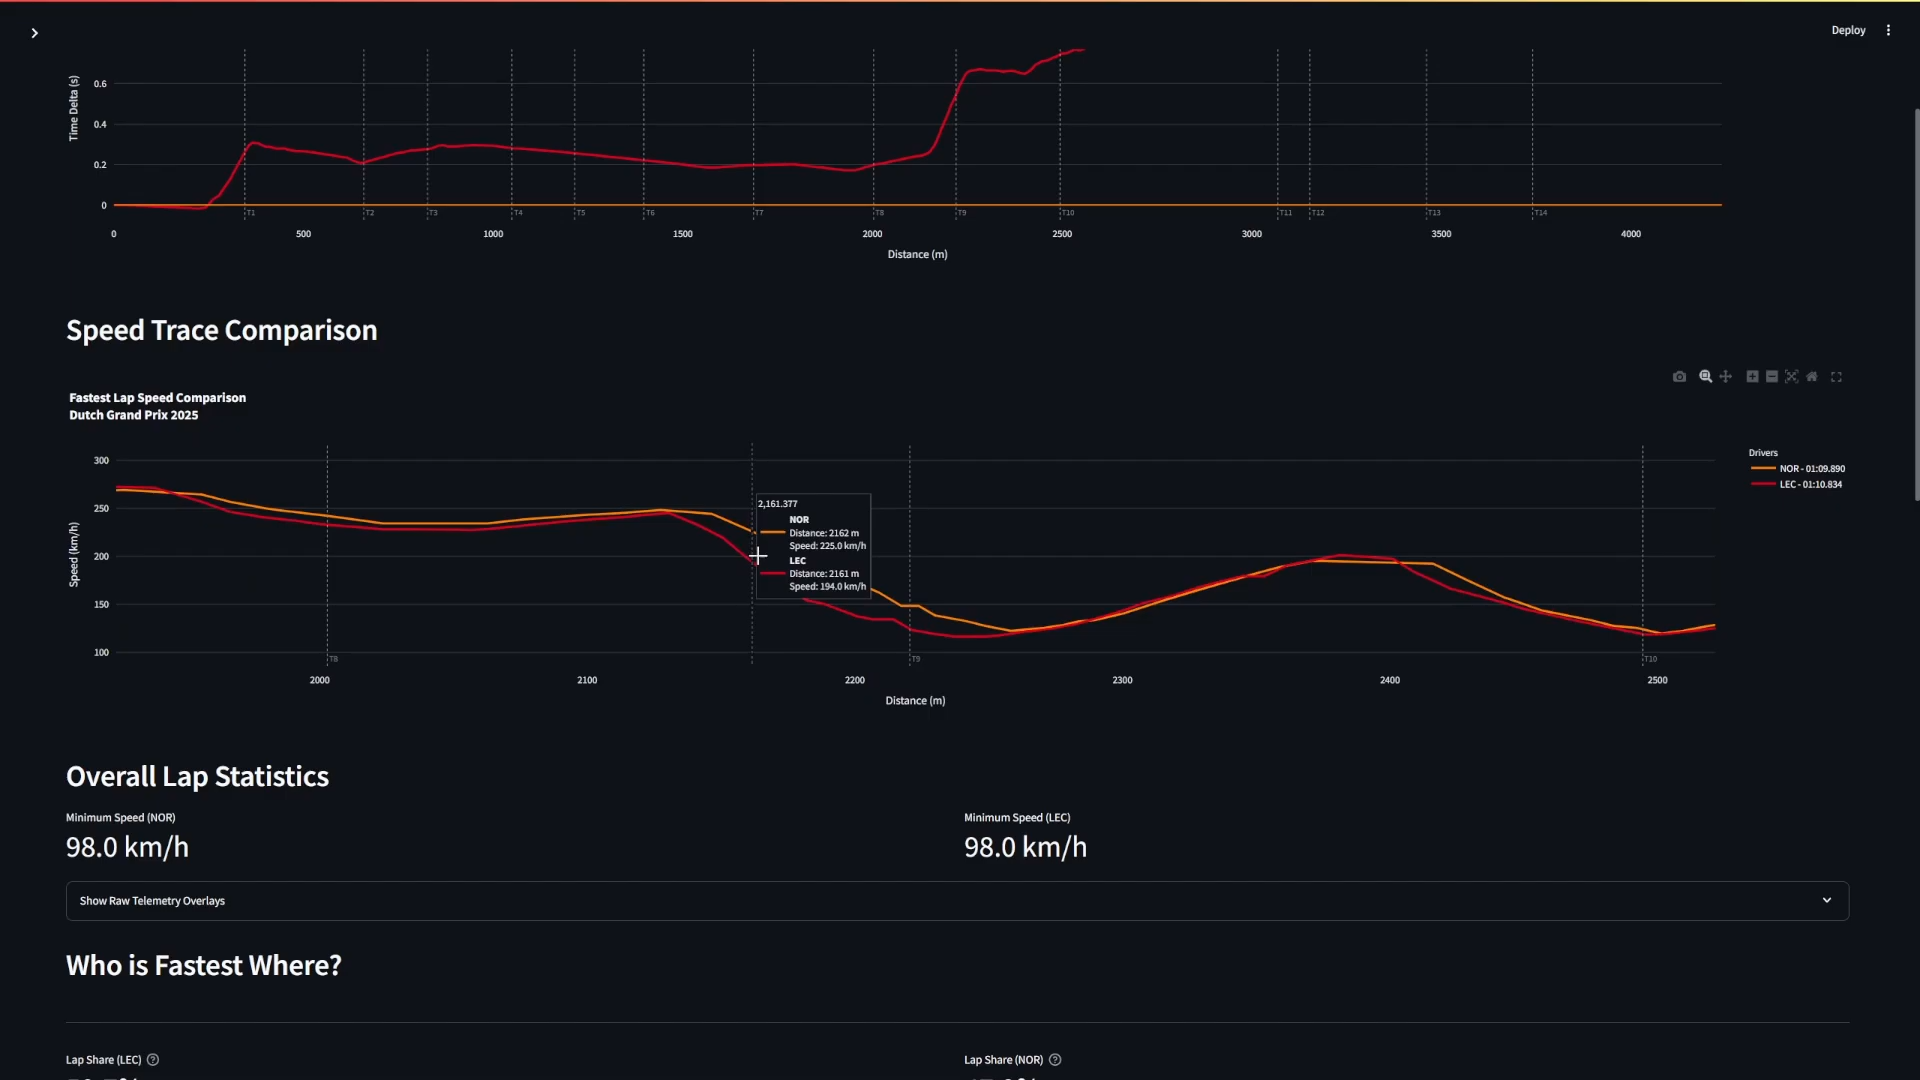 Deploy
Time Delta (s)
0.6
0.4
0.2
0
T1
T2
T3
T4
T5
T6
T7
T8
T9
T10
T11
T12
T13
T14
0
500
1000
1500
2000
2500
3000
3500
4000
Distance (m)
Speed Trace Comparison
Fastest Lap Speed Comparison
Dutch Grand Prix 2025
Speed (km/h)
300
250
200
150
100
2,161.377
NOR
Distance: 2162 m
Speed: 225.0 km/h
LEC
Distance: 2161 m
Speed: 194.0 km/h
Drivers
NOR - 01:09.890
LEC - 01:10.834
T8
T9
T10
2000
2100
2200
2300
2400
2500
Distance (m)
Overall Lap Statistics
Minimum Speed (NOR)
98.0 km/h
Minimum Speed (LEC)
98.0 km/h
Show Raw Telemetry Overlays
Who is Fastest Where?
Lap Share (LEC)
Lap Share (NOR)